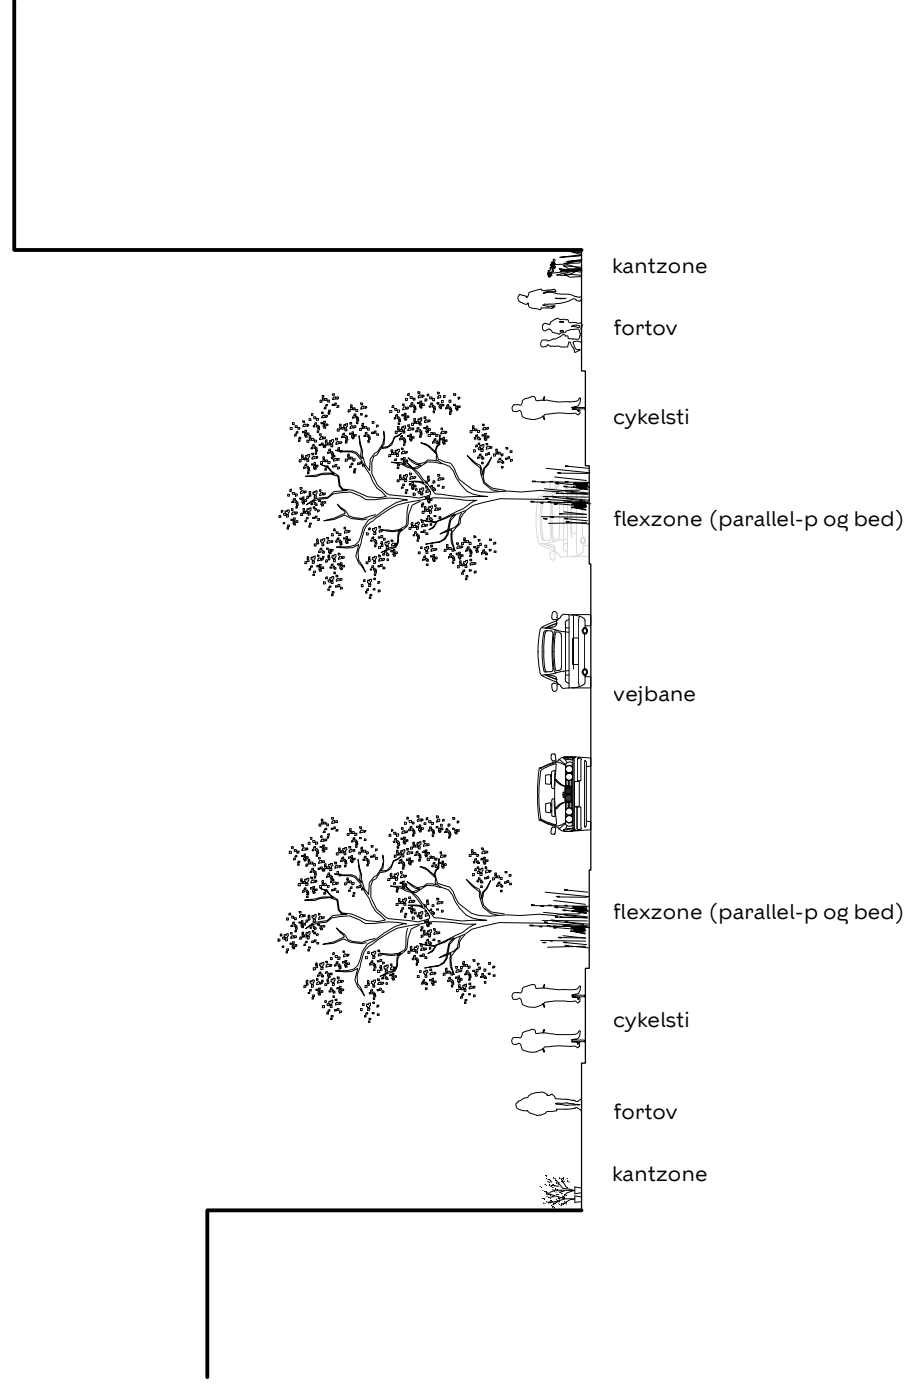 kantzone
fortov
cykelsti
flexzone (parallel-p og bed)
vejbane
flexzone (parallel-p og bed)
cykelsti
fortov
kantzone